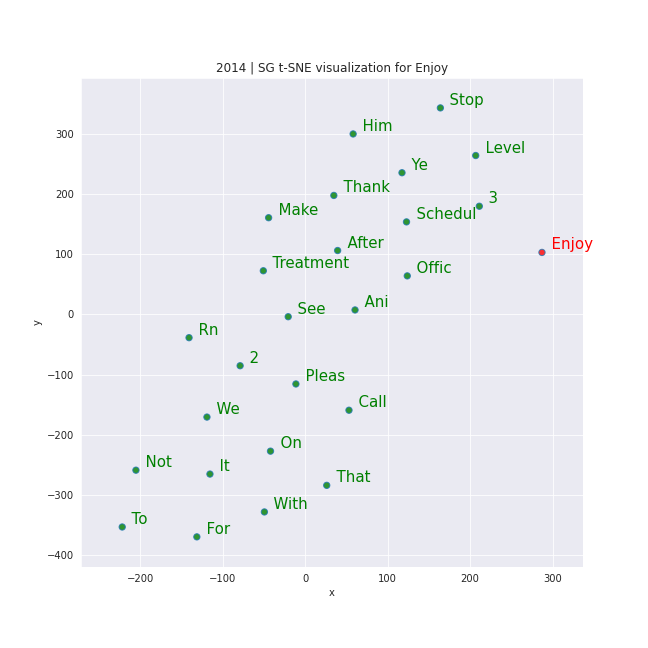 2014 | SG t-SNE visualization for Enjoy
Stop
Him
Level
Ye
Thank
3
Make
Schedul
After
Enjoy
Treatment
Offic
See
Ani
Rn
2
Pleas
Call
We
On
Not
It
That
With
To
For
300
200
100
0
−100
−200
−300
−400
y
−200
−100
0
100
200
300
x